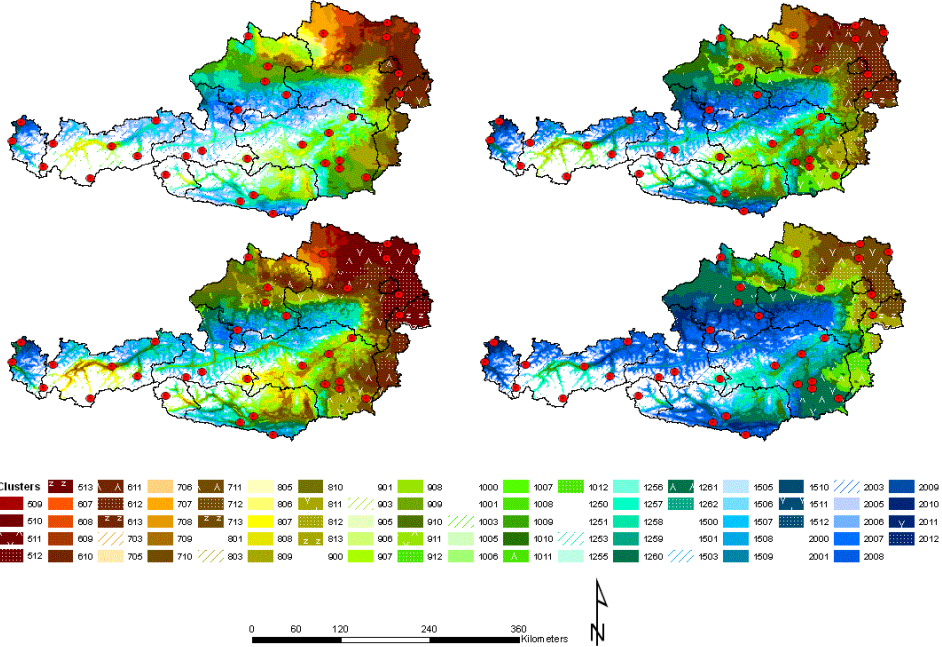 Clusters 513 611 706 711 805 810 901 908 1000 1007 1012 1256 1261 1505 1510 2003 2009
509 607 612 707 712 806 811 903 909 1001 1008 1250 1257 1262 1506 1511 2005 2010
510 608 613 708 713 807 812 905 910 1003 1009 1251 1258 1500 1507 1512 2006 2011
511 609 703 709 801 808 813 906 911 1005 1010 1253 1259 1501 1508 2000 2007 2012
512 610 705 710 803 809 900 907 912 1006 1011 1255 1260 1503 1509 2001 2008
0 60 120 240 360
Kilometers
N